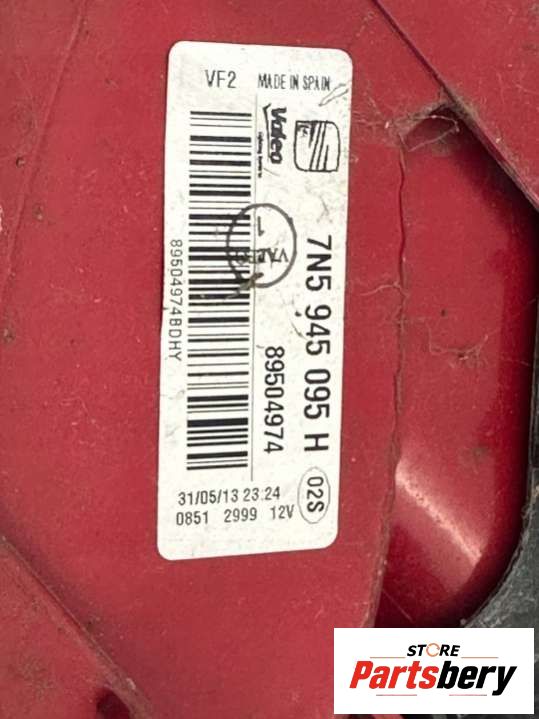 VF2 MADE IN SPAIN
Valeo
7N5 945 095 H
89504974
02S
1
89504974BDHY
31/05/13 23:24
0851 2999 12V
STORE
Partsbery